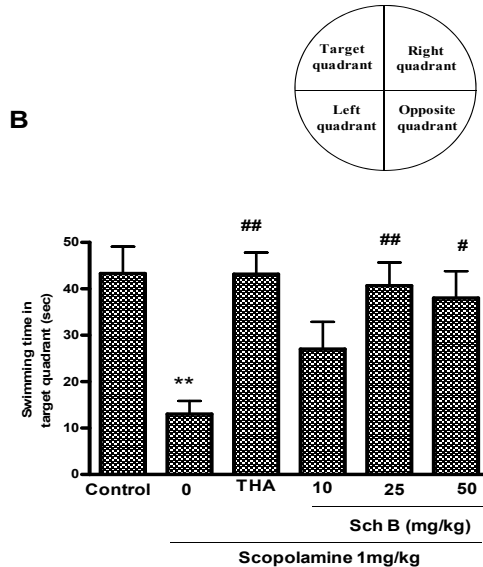 Target quadrant
Right quadrant
Left quadrant
Opposite quadrant
B
Swimming time in
target quadrant (sec)
50
40
30
20
10
0
**
##
##
#
Control
0
THA
10
25
50
Sch B (mg/kg)
Scopolamine 1mg/kg